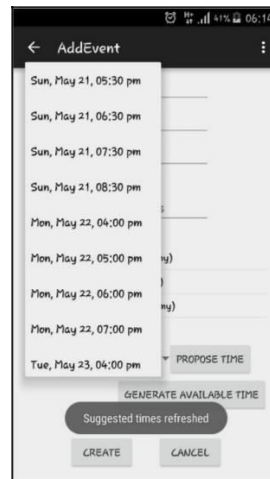 41% 06:14
← AddEvent
Sun, May 21, 05:30 pm
Sun, May 21, 06:30 pm
Sun, May 21, 07:30 pm
Sun, May 21, 08:30 pm
s
Mon, May 22, 04:00 pm
Mon, May 22, 05:00 pm
ny)
)
Mon, May 22, 06:00 pm
my)
Mon, May 22, 07:00 pm
Tue, May 23, 04:00 pm
PROPOSE TIME
GENERATE AVAILABLE TIME
Suggested times refreshed
CREATE CANCEL